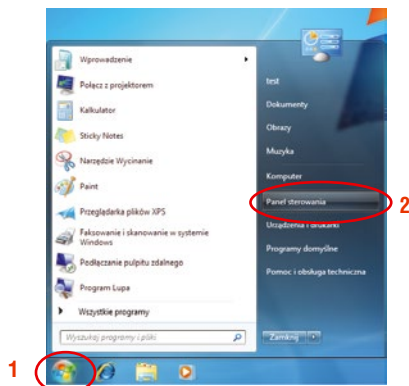 Wprowadzenie
Połącz z projektorem
Kalkulator
Sticky Notes
Narzędzie Wycinanie
Paint
Przeglądarka plików XPS
Faksowanie i skanowanie w systemie
Windows
Podłączanie pulpitu zdalnego
Program Lupa
Wszystkie programy
Wyszukaj programy i pliki
test
Dokumenty
Obrazy
Muzyka
Komputer
Panel sterowania
2
Urządzenia i drukarki
Programy domyślne
Pomoc i obsługa techniczna
Zamknij
1